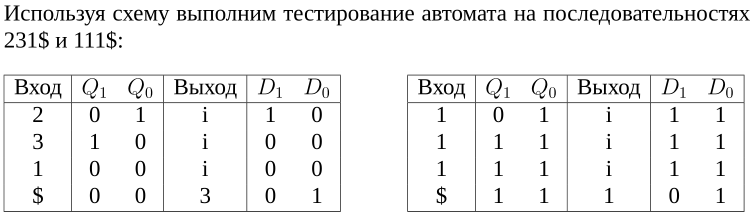 Используя схему выполним тестирование автомата на последовательностях
231$ и 111$:
Вход Q₁ Q₀ Выход D₁ D₀
2 0 1 i 1 0
3 1 0 i 0 0
1 0 0 i 0 0
$ 0 0 3 0 1
Вход Q₁ Q₀ Выход D₁ D₀
1 0 1 i 1 1
1 1 1 i 1 1
1 1 1 i 1 1
$ 1 1 1 0 1